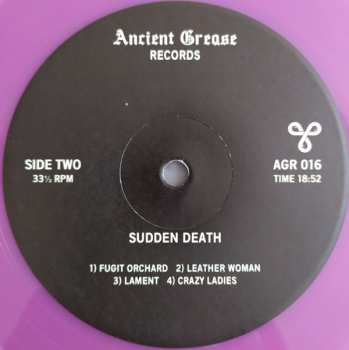 Ancient Grease
RECORDS
SIDE TWO
33⅓ RPM
AGR 016
TIME 18:52
SUDDEN DEATH
1) FUGIT ORCHARD 2) LEATHER WOMAN
3) LAMENT 4) CRAZY LADIES